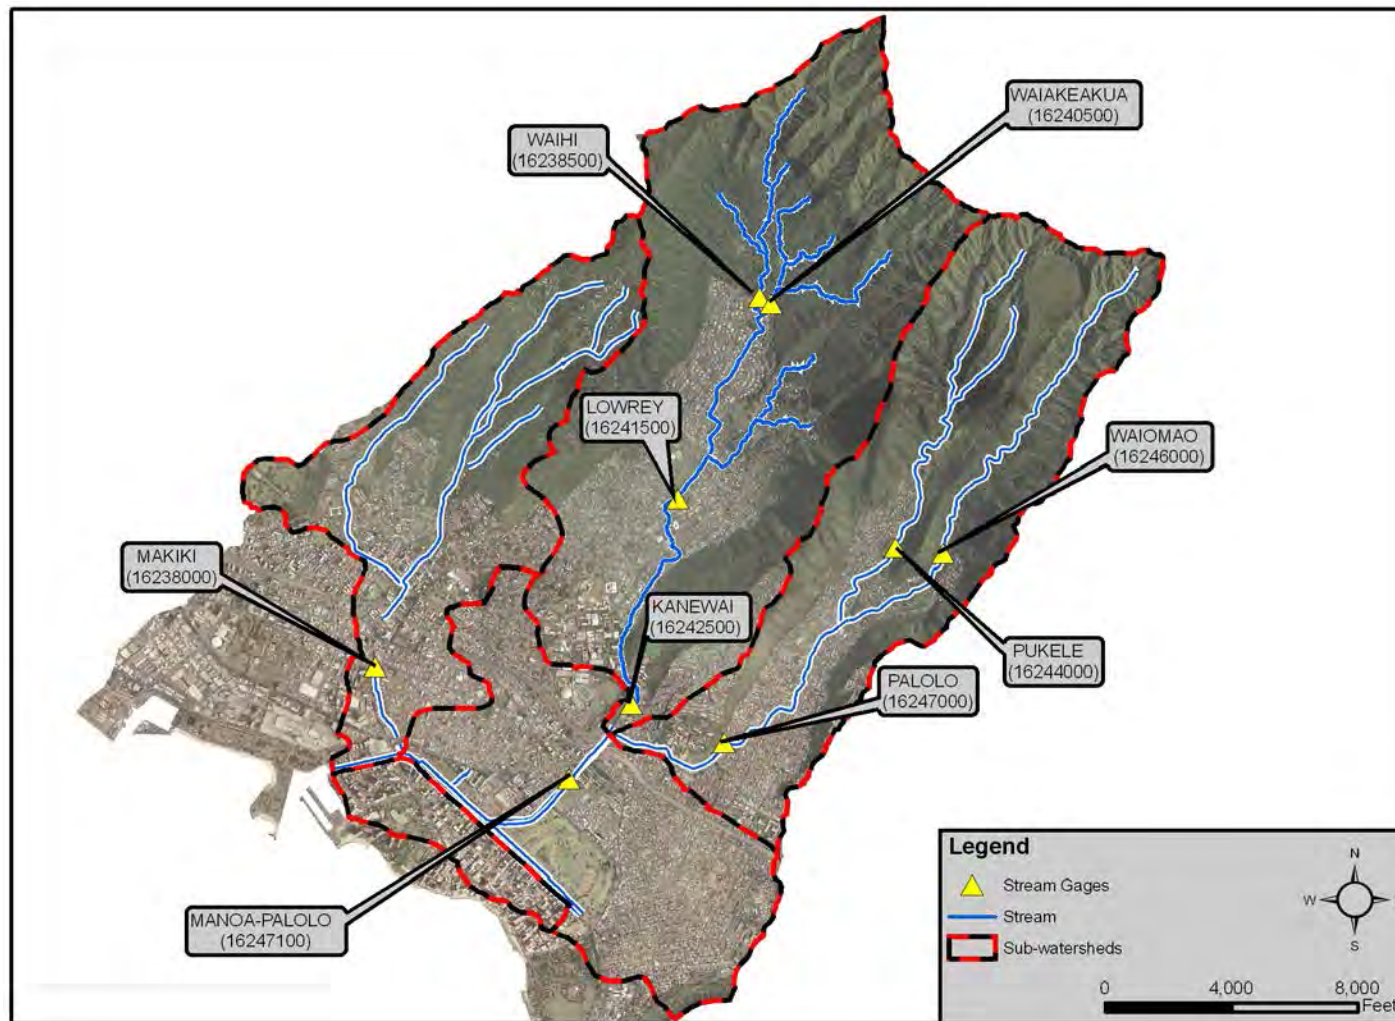 WAIAKEAKUA
(16240500)
WAIHI
(16238500)
LOWREY
(16241500)
WAIOMAO
(16246000)
MAKIKI
(16238000)
KANEWAI
(16242500)
PUKELE
(16244000)
PALOLO
(16247000)
MANOA-PALOLO
(16247100)
Legend
Stream Gages
Stream
Sub-watersheds
N
W
S
0 4,000 8,000
Feet